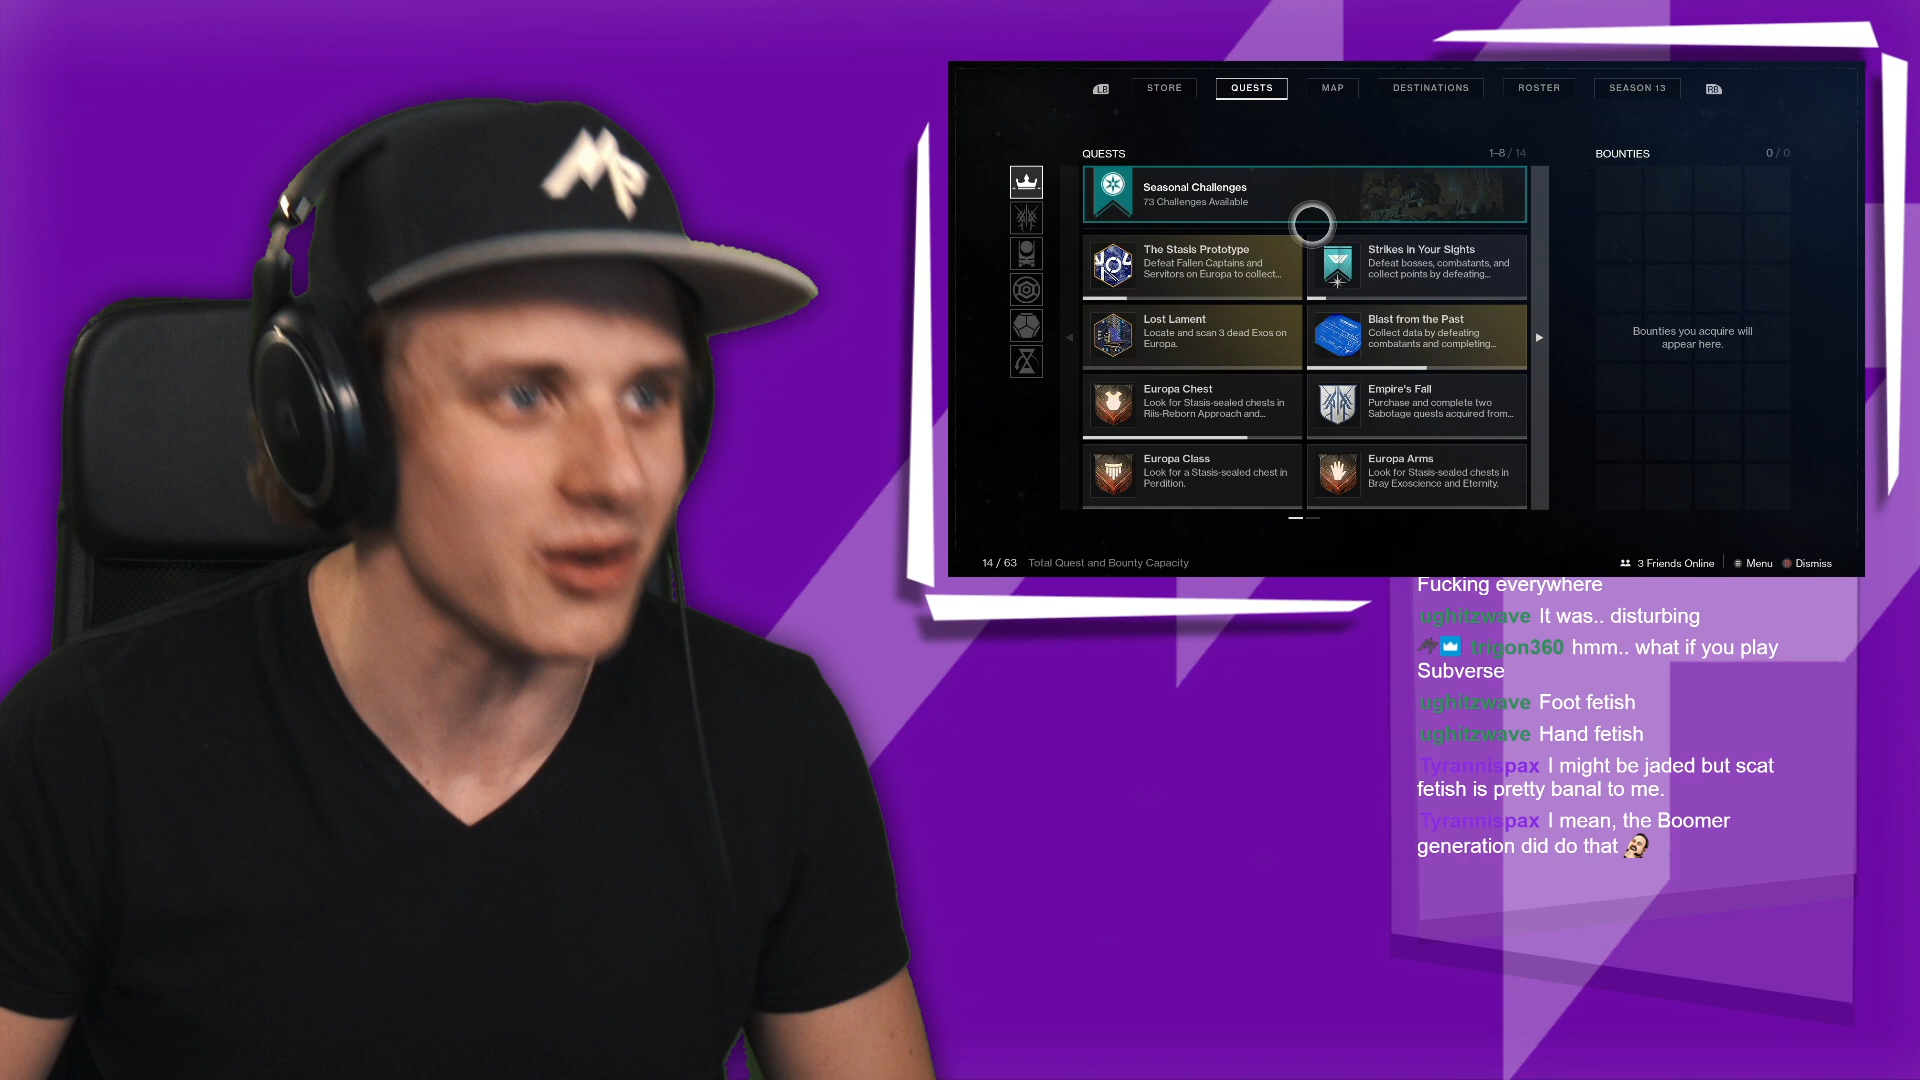 LB
STORE
QUESTS
MAP
DESTINATIONS
ROSTER
SEASON 13
RB
QUESTS
1–8 / 14
Seasonal Challenges
73 Challenges Available
The Stasis Prototype
Defeat Fallen Captains and
Servitors on Europa to collect...
Strikes in Your Sights
Defeat bosses, combatants, and
collect points by defeating...
Lost Lament
Locate and scan 3 dead Exos on
Europa.
Blast from the Past
Collect data by defeating
combatants and completing...
Europa Chest
Look for Stasis-sealed chests in
Riis-Reborn Approach and...
Empire's Fall
Purchase and complete two
Sabotage quests acquired from...
Europa Class
Look for a Stasis-sealed chest in
Perdition.
Europa Arms
Look for Stasis-sealed chests in
Bray Exoscience and Eternity.
BOUNTIES
0 / 0
Bounties you acquire will
appear here.
14 / 63 Total Quest and Bounty Capacity
3 Friends Online
Menu
Dismiss
Fucking everywhere
ughitzwave It was.. disturbing
trigon360 hmm.. what if you play
Subverse
ughitzwave Foot fetish
ughitzwave Hand fetish
Tyrannispax I might be jaded but scat
fetish is pretty banal to me.
Tyrannispax I mean, the Boomer
generation did do that